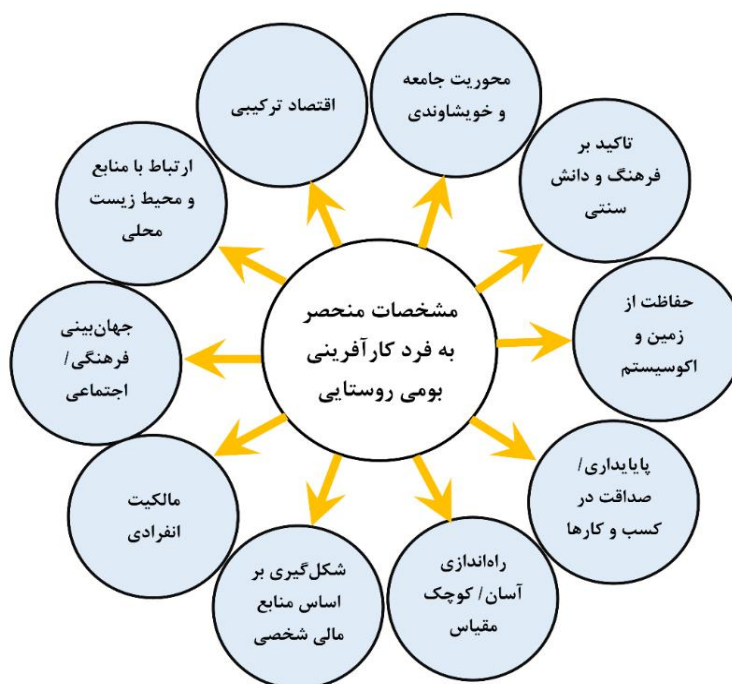 محوریت جامعه
و خویشاوندی
تاکید بر
فرهنگ و دانش
سنتی
حفاظت از
زمین و
اکوسیستم
پایایداری/
صداقت در
کسب و کارها
راه‌اندازی
آسان/ کوچک
مقیاس
شکل‌گیری بر
اساس منابع
مالی شخصی
مالکیت
انفرادی
جهان‌بینی
فرهنگی/
اجتماعی
ارتباط با منابع
و محیط زیست
محلی
اقتصاد ترکیبی
مشخصات منحصر
به فرد کارآفرینی
بومی روستایی